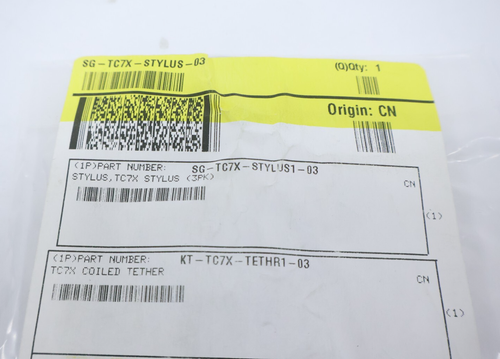 SG-TC7X-STYLUS-03
(Q)Qty: 1
Origin: CN
(1P)PART NUMBER: SG-TC7X-STYLUS1-03
STYLUS,TC7X STYLUS (3PK)
CN
(1)
(1P)PART NUMBER: KT-TC7X-TETHR1-03
TC7X COILED TETHER
CN
(1)